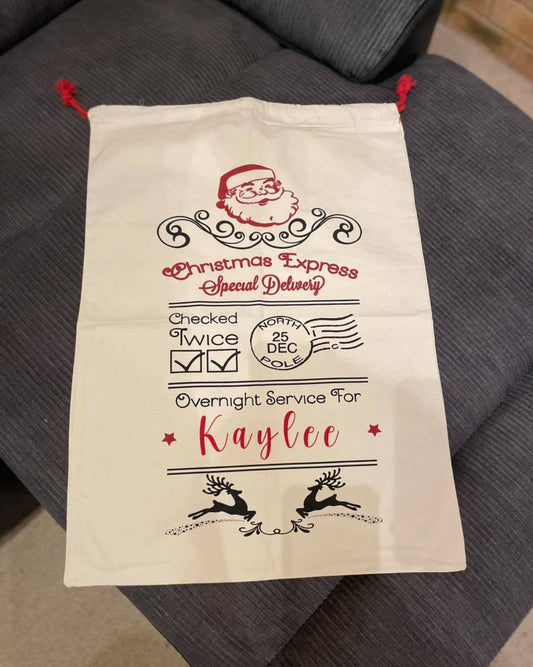 Christmas Express
Special Delivery
Checked
Twice
NORTH
25
DEC
POLE
Overnight Service For
Kaylee